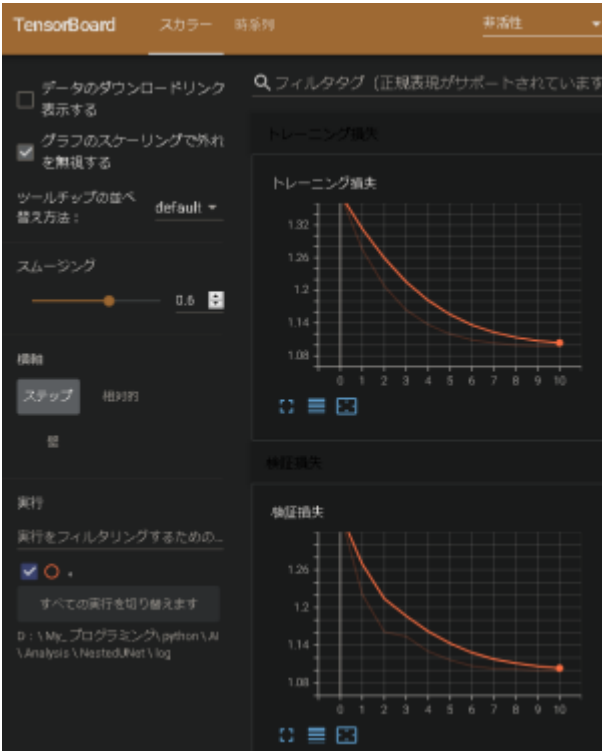 TensorBoard
スカラー
時系列
非活性
データのダウンロードリンク
表示する
グラフのスケーリングで外れ
を無視する
ツールチップの並べ
替え方法：
default
スムージング
0.6
横軸
ステップ
相対的
壁
実行
実行をフィルタリングするための...
すべての実行を切り替えます
D：\My_プログラミング\python\AI
\Analysis\NestedUNet\log
フィルタタグ（正規表現がサポートされています
トレーニング損失
トレーニング損失
1.32
1.26
1.2
1.14
1.08
0 1 2 3 4 5 6 7 8 9 10
検証損失
検証損失
1.26
1.2
1.14
1.08
0 1 2 3 4 5 6 7 8 9 10